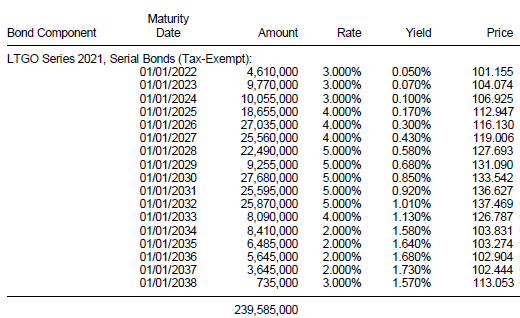 Maturity
Bond Component Date Amount Rate Yield Price
LTGO Series 2021, Serial Bonds (Tax-Exempt):
01/01/2022 4,610,000 3.000% 0.050% 101.155
01/01/2023 9,770,000 3.000% 0.070% 104.074
01/01/2024 10,055,000 3.000% 0.100% 106.925
01/01/2025 18,655,000 4.000% 0.170% 112.947
01/01/2026 27,035,000 4.000% 0.300% 116.130
01/01/2027 25,560,000 4.000% 0.430% 119.006
01/01/2028 22,490,000 5.000% 0.580% 127.693
01/01/2029 9,255,000 5.000% 0.680% 131.090
01/01/2030 27,680,000 5.000% 0.850% 133.542
01/01/2031 25,595,000 5.000% 0.920% 136.627
01/01/2032 25,870,000 5.000% 1.010% 137.469
01/01/2033 8,090,000 4.000% 1.130% 126.787
01/01/2034 8,410,000 2.000% 1.580% 103.831
01/01/2035 6,485,000 2.000% 1.640% 103.274
01/01/2036 5,645,000 2.000% 1.680% 102.904
01/01/2037 3,645,000 2.000% 1.730% 102.444
01/01/2038 735,000 3.000% 1.570% 113.053
239,585,000